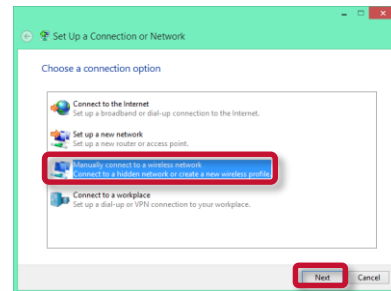 Set Up a Connection or Network
Choose a connection option
Connect to the Internet
Set up a broadband or dial-up connection to the Internet.
Set up a new network
Set up a new router or access point.
Manually connect to a wireless network
Connect to a hidden network or create a new wireless profile.
Connect to a workplace
Set up a dial-up or VPN connection to your workplace.
Next Cancel